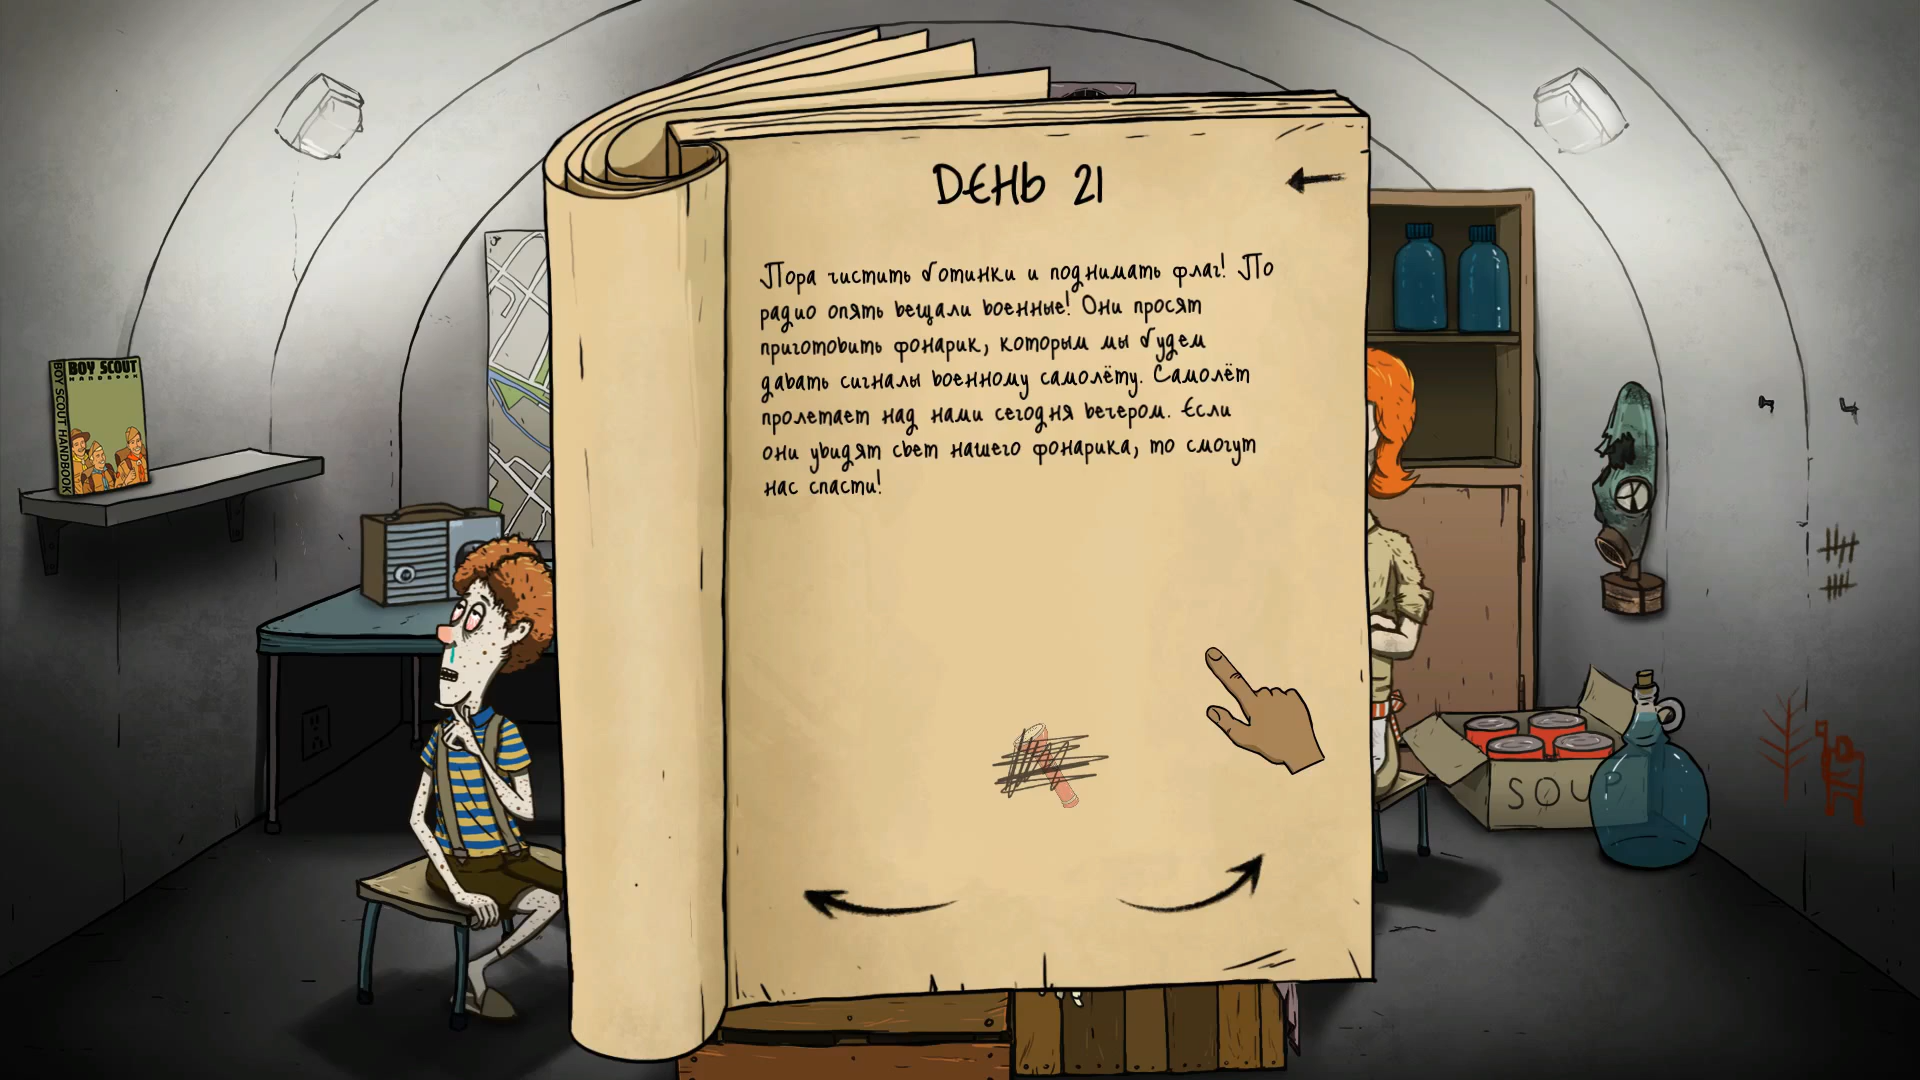 ДЕНЬ 21
Пора чистить ботинки и поднимать флаг! По
радио опять вещали военные! Они просят
приготовить фонарик, которым мы будем
давать сигналы военному самолёту. Самолёт
пролетает над нами сегодня вечером. Если
они увидят свет нашего фонарика, то смогут
нас спасти!
BOY SCOUT
HANDBOOK
BOY SCOUT HANDBOOK
SOU